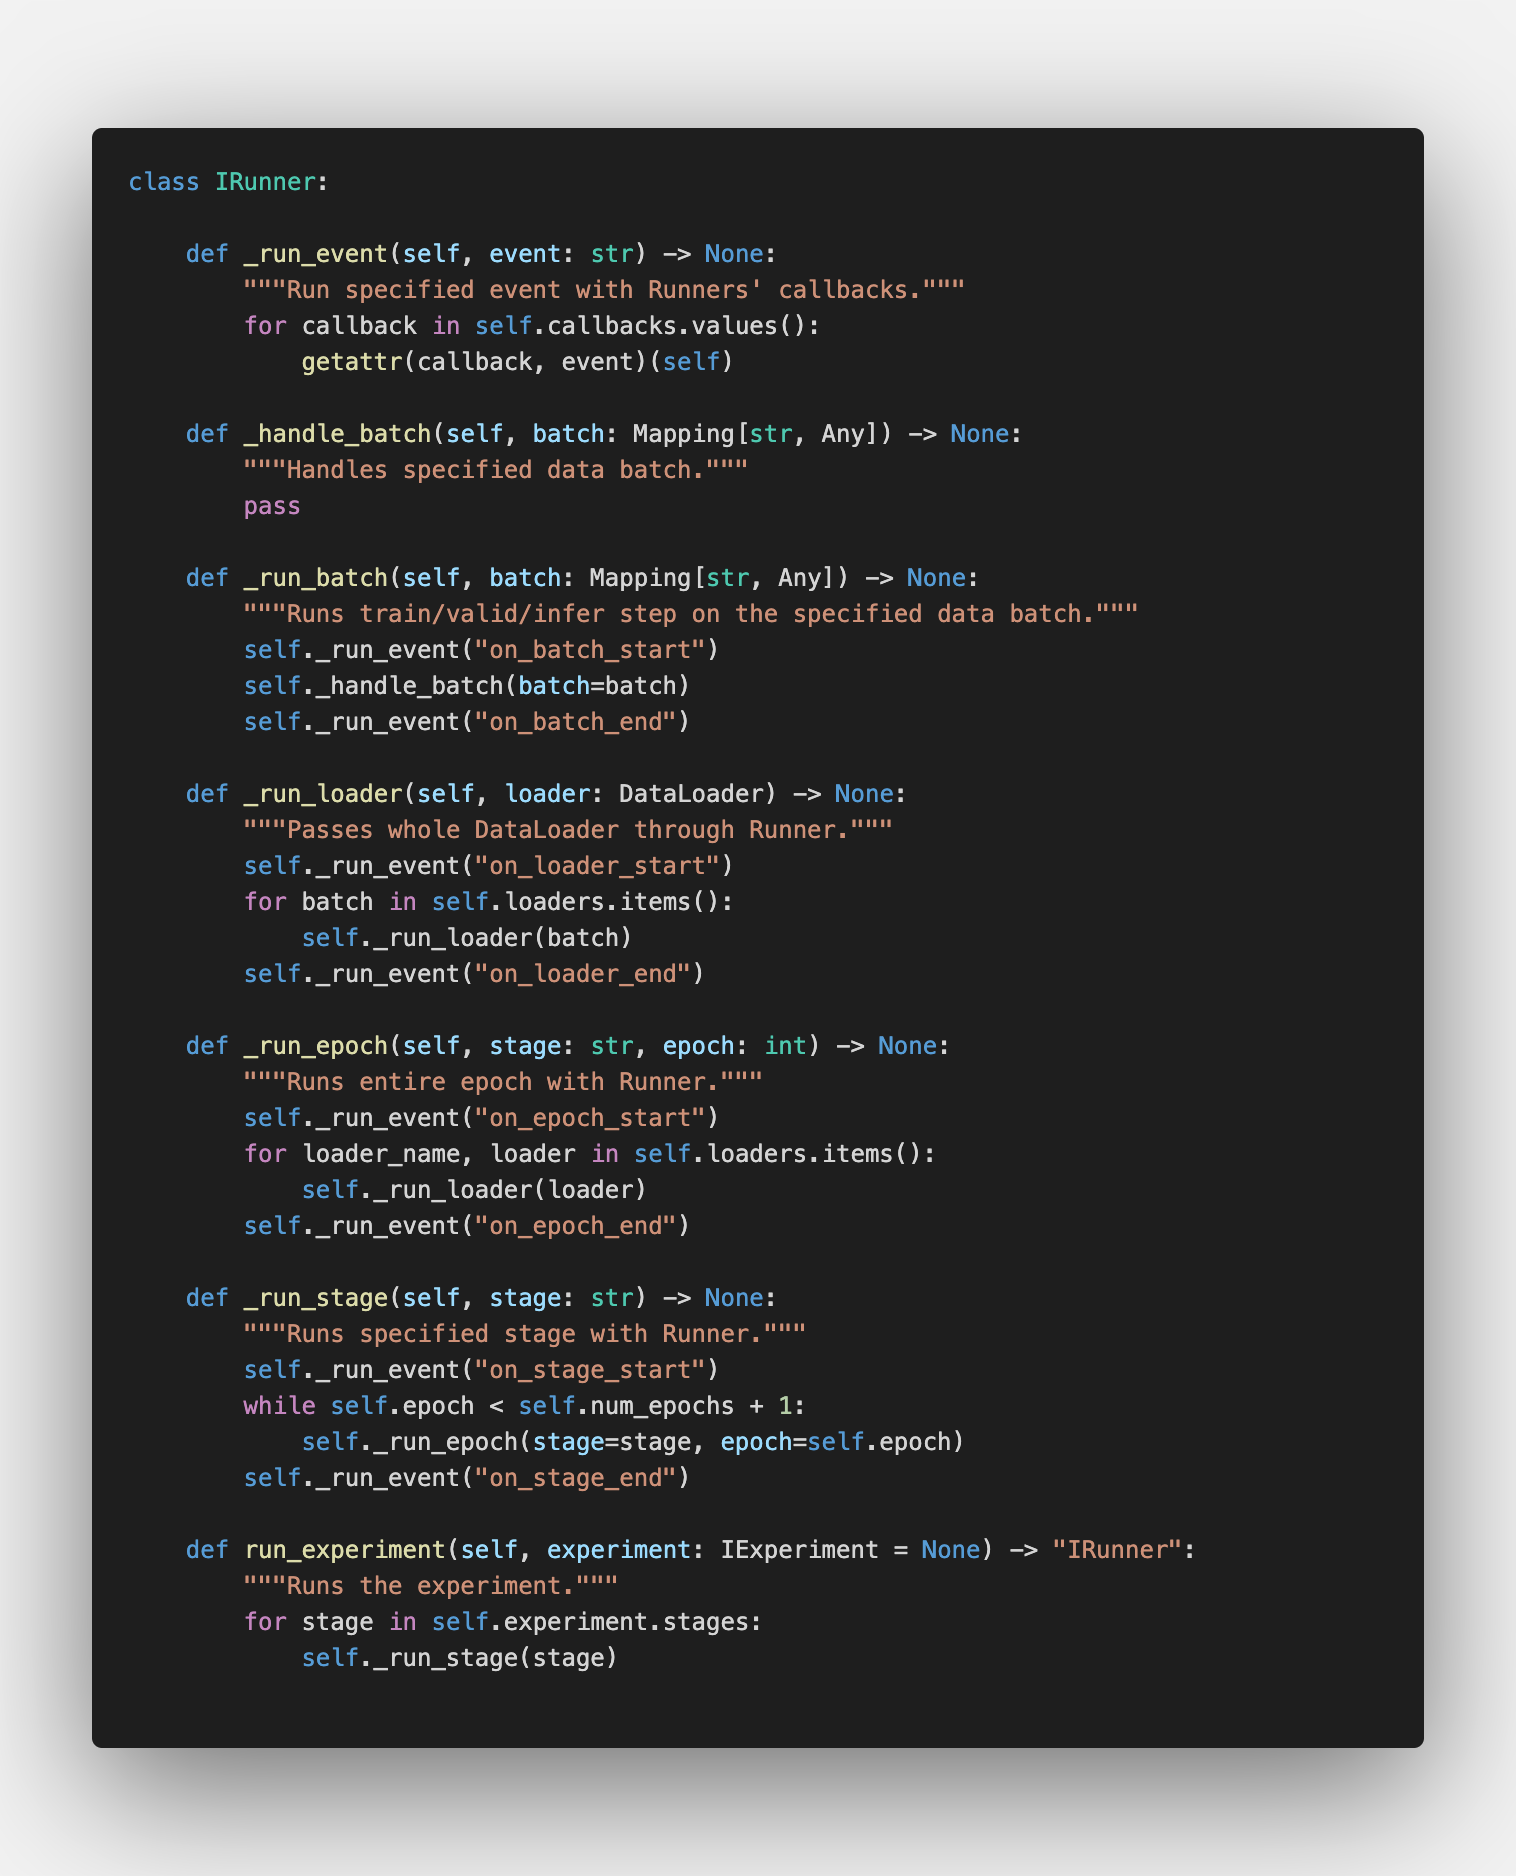 class IRunner:

    def _run_event(self, event: str) -> None:
        """Run specified event with Runners' callbacks."""
        for callback in self.callbacks.values():
            getattr(callback, event)(self)

    def _handle_batch(self, batch: Mapping[str, Any]) -> None:
        """Handles specified data batch."""
        pass

    def _run_batch(self, batch: Mapping[str, Any]) -> None:
        """Runs train/valid/infer step on the specified data batch."""
        self._run_event("on_batch_start")
        self._handle_batch(batch=batch)
        self._run_event("on_batch_end")

    def _run_loader(self, loader: DataLoader) -> None:
        """Passes whole DataLoader through Runner."""
        self._run_event("on_loader_start")
        for batch in self.loaders.items():
            self._run_loader(batch)
        self._run_event("on_loader_end")

    def _run_epoch(self, stage: str, epoch: int) -> None:
        """Runs entire epoch with Runner."""
        self._run_event("on_epoch_start")
        for loader_name, loader in self.loaders.items():
            self._run_loader(loader)
        self._run_event("on_epoch_end")

    def _run_stage(self, stage: str) -> None:
        """Runs specified stage with Runner."""
        self._run_event("on_stage_start")
        while self.epoch < self.num_epochs + 1:
            self._run_epoch(stage=stage, epoch=self.epoch)
        self._run_event("on_stage_end")

    def run_experiment(self, experiment: IExperiment = None) -> "IRunner":
        """Runs the experiment."""
        for stage in self.experiment.stages:
            self._run_stage(stage)